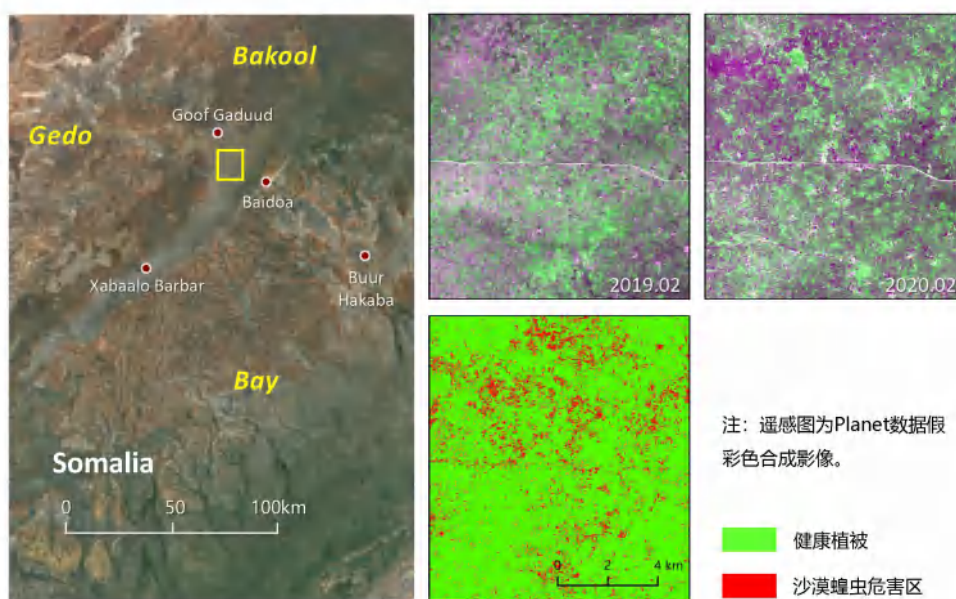 Bakool
Goof Gaduud
Gedo
Baidoa
Xabaalo Barbar
Buur
Hakaba
Bay
Somalia
0 50 100km
2019.02
2020.02
0 2 4 km
注：遥感图为Planet数据假
彩色合成影像。
健康植被
沙漠蝗虫危害区